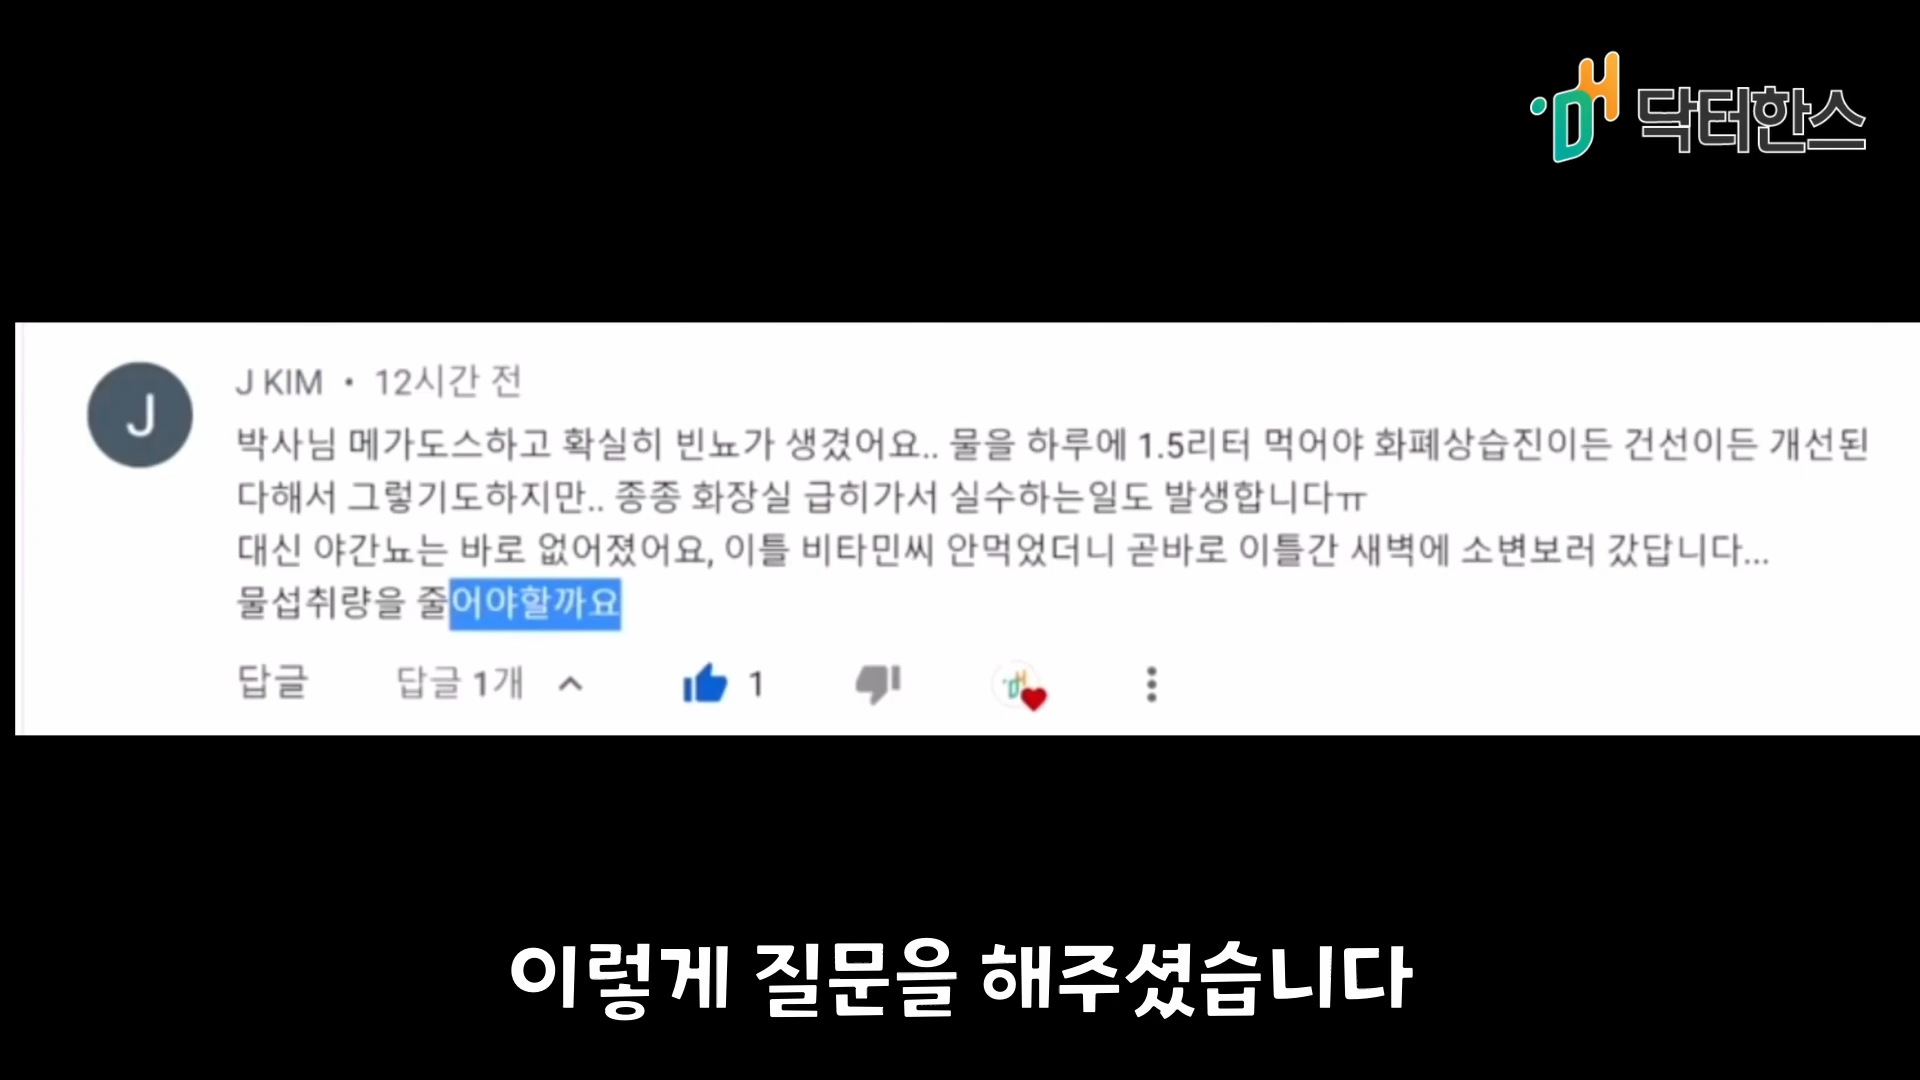 DH 닥터한스
J
J KIM • 12시간 전
박사님 메가도스하고 확실히 빈뇨가 생겼어요.. 물을 하루에 1.5리터 먹어야 화폐상습진이든 건선이든 개선된
다해서 그렇기도하지만.. 종종 화장실 급히가서 실수하는일도 발생합니다ㅠ
대신 야간뇨는 바로 없어졌어요, 이틀 비타민씨 안먹었더니 곧바로 이틀간 새벽에 소변보러 갔답니다...
물섭취량을 줄어야할까요
답글 답글 1개 1 DH
이렇게 질문을 해주셨습니다